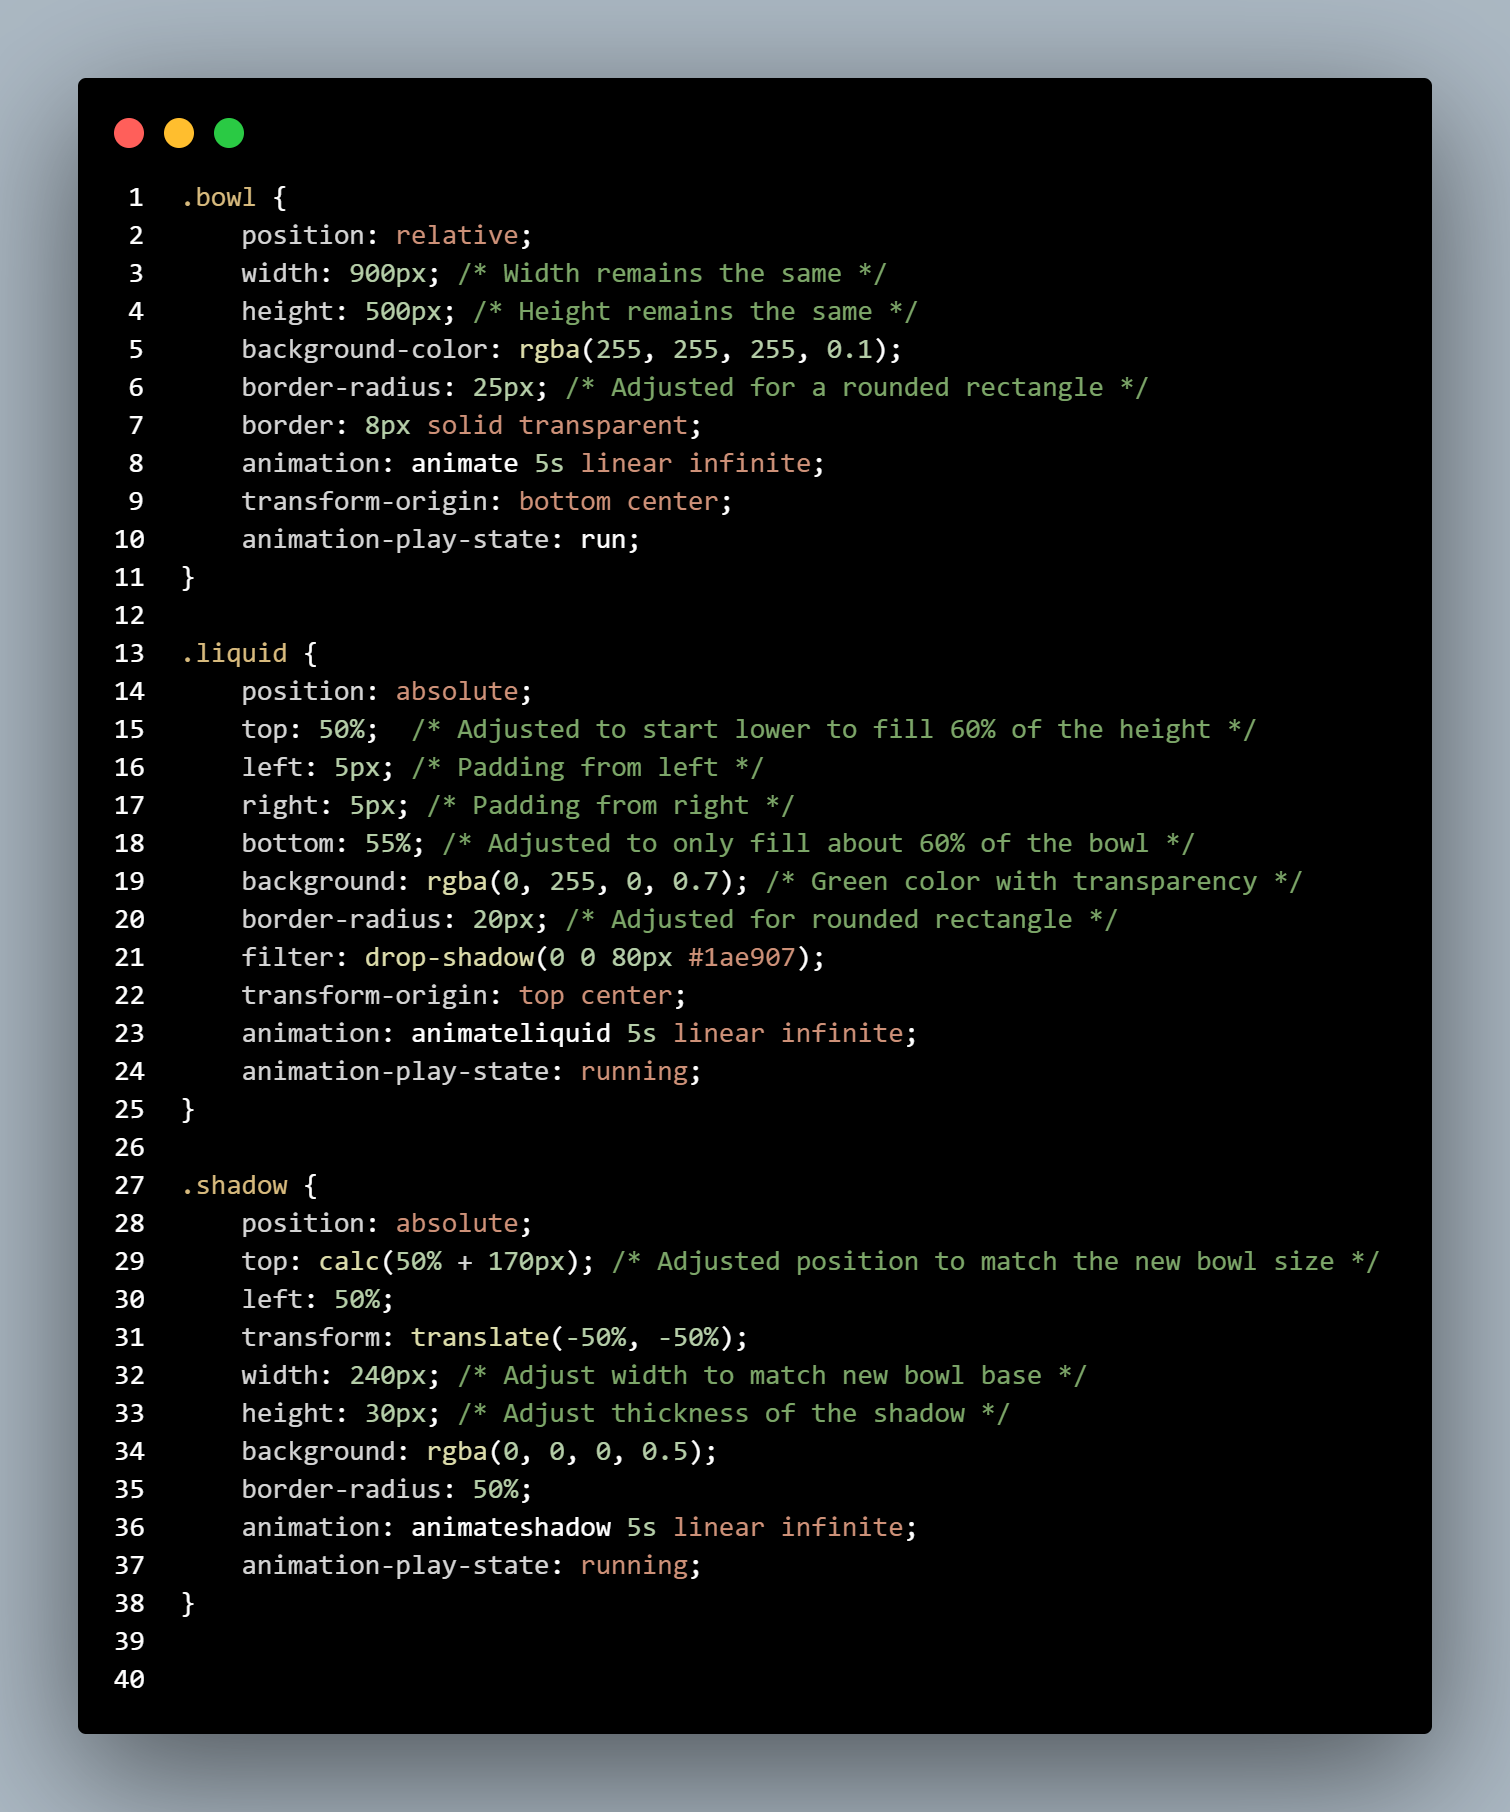 1 .bowl {
2     position: relative;
3     width: 900px; /* Width remains the same */
4     height: 500px; /* Height remains the same */
5     background-color: rgba(255, 255, 255, 0.1);
6     border-radius: 25px; /* Adjusted for a rounded rectangle */
7     border: 8px solid transparent;
8     animation: animate 5s linear infinite;
9     transform-origin: bottom center;
10     animation-play-state: run;
11 }
12
13 .liquid {
14     position: absolute;
15     top: 50%;  /* Adjusted to start lower to fill 60% of the height */
16     left: 5px; /* Padding from left */
17     right: 5px; /* Padding from right */
18     bottom: 55%; /* Adjusted to only fill about 60% of the bowl */
19     background: rgba(0, 255, 0, 0.7); /* Green color with transparency */
20     border-radius: 20px; /* Adjusted for rounded rectangle */
21     filter: drop-shadow(0 0 80px #1ae907);
22     transform-origin: top center;
23     animation: animateliquid 5s linear infinite;
24     animation-play-state: running;
25 }
26
27 .shadow {
28     position: absolute;
29     top: calc(50% + 170px); /* Adjusted position to match the new bowl size */
30     left: 50%;
31     transform: translate(-50%, -50%);
32     width: 240px; /* Adjust width to match new bowl base */
33     height: 30px; /* Adjust thickness of the shadow */
34     background: rgba(0, 0, 0, 0.5);
35     border-radius: 50%;
36     animation: animateshadow 5s linear infinite;
37     animation-play-state: running;
38 }
39
40